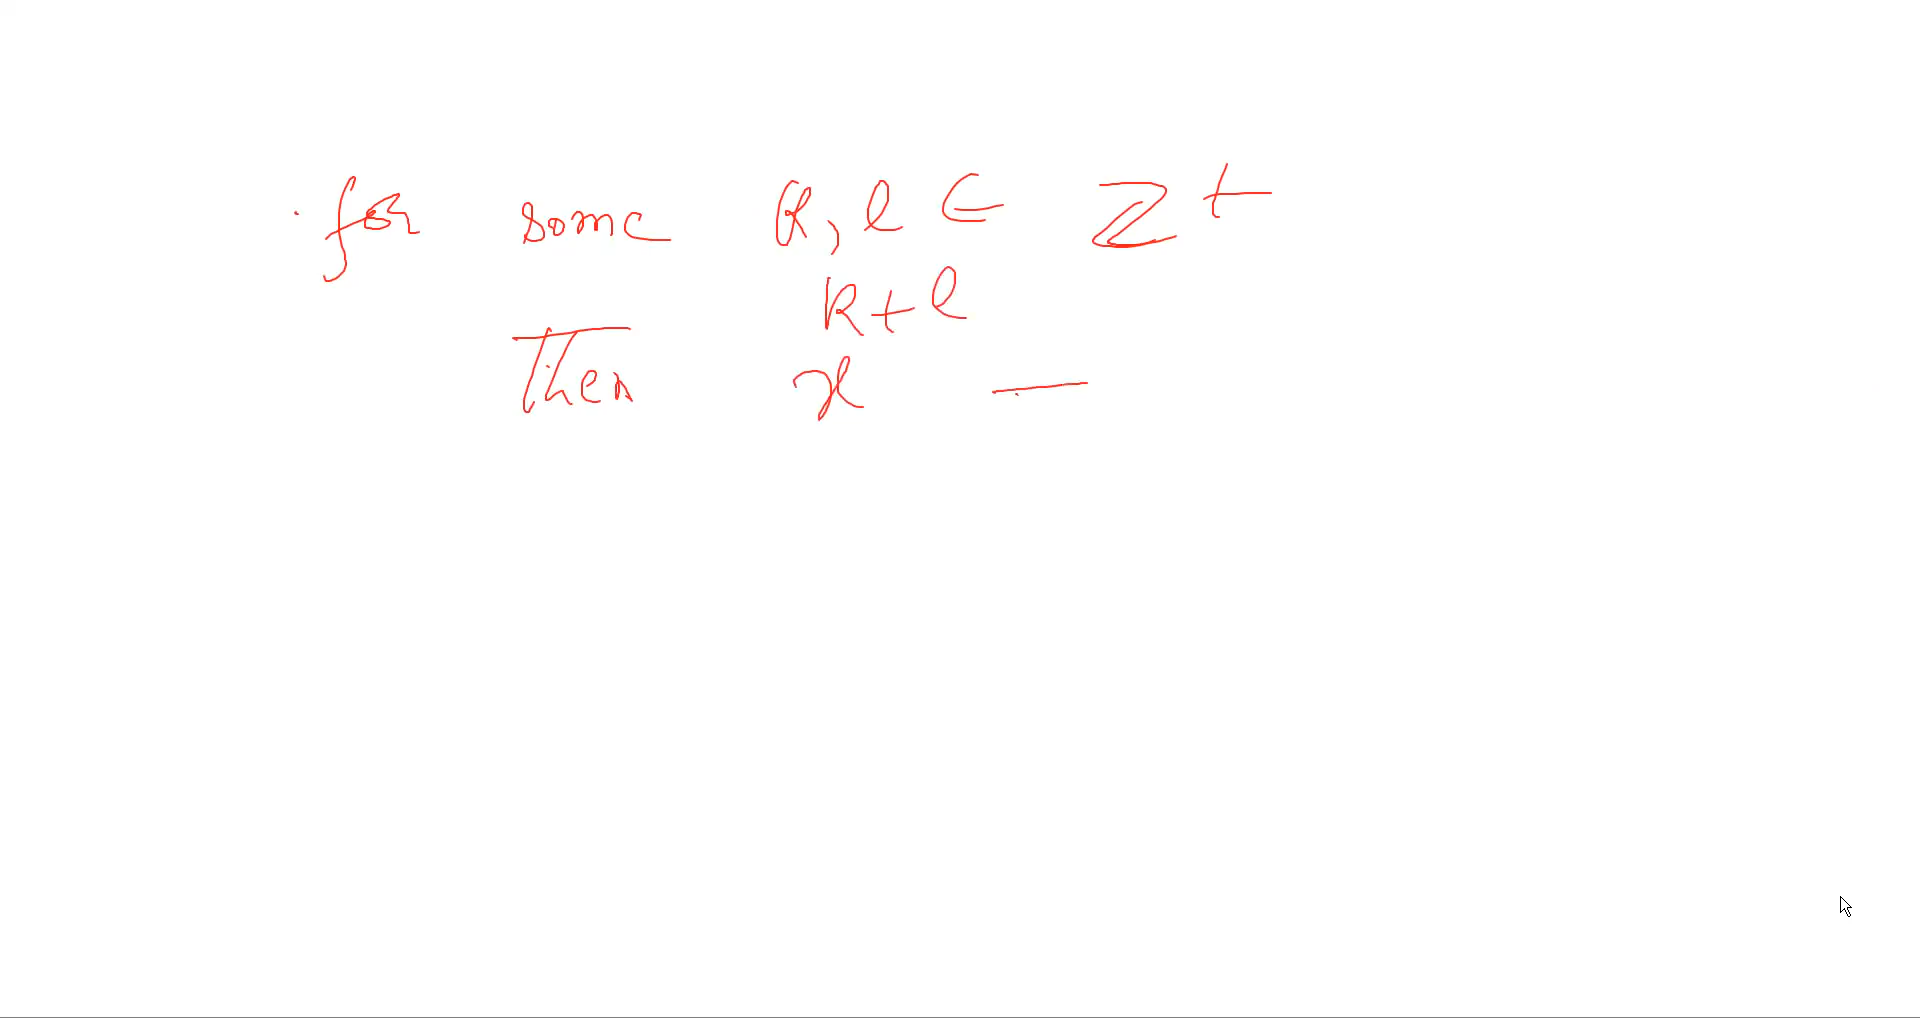 for some k, l ∈ Z⁺
k+l
Then x —